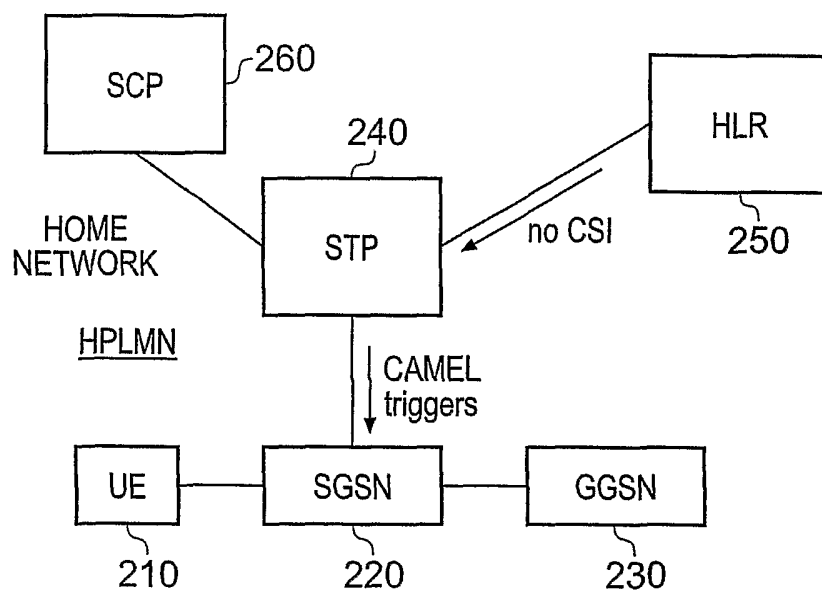 SCP
260
HLR
250
240
STP
no CSI
HOME
NETWORK
HPLMN
CAMEL
triggers
UE
210
SGSN
220
GGSN
230